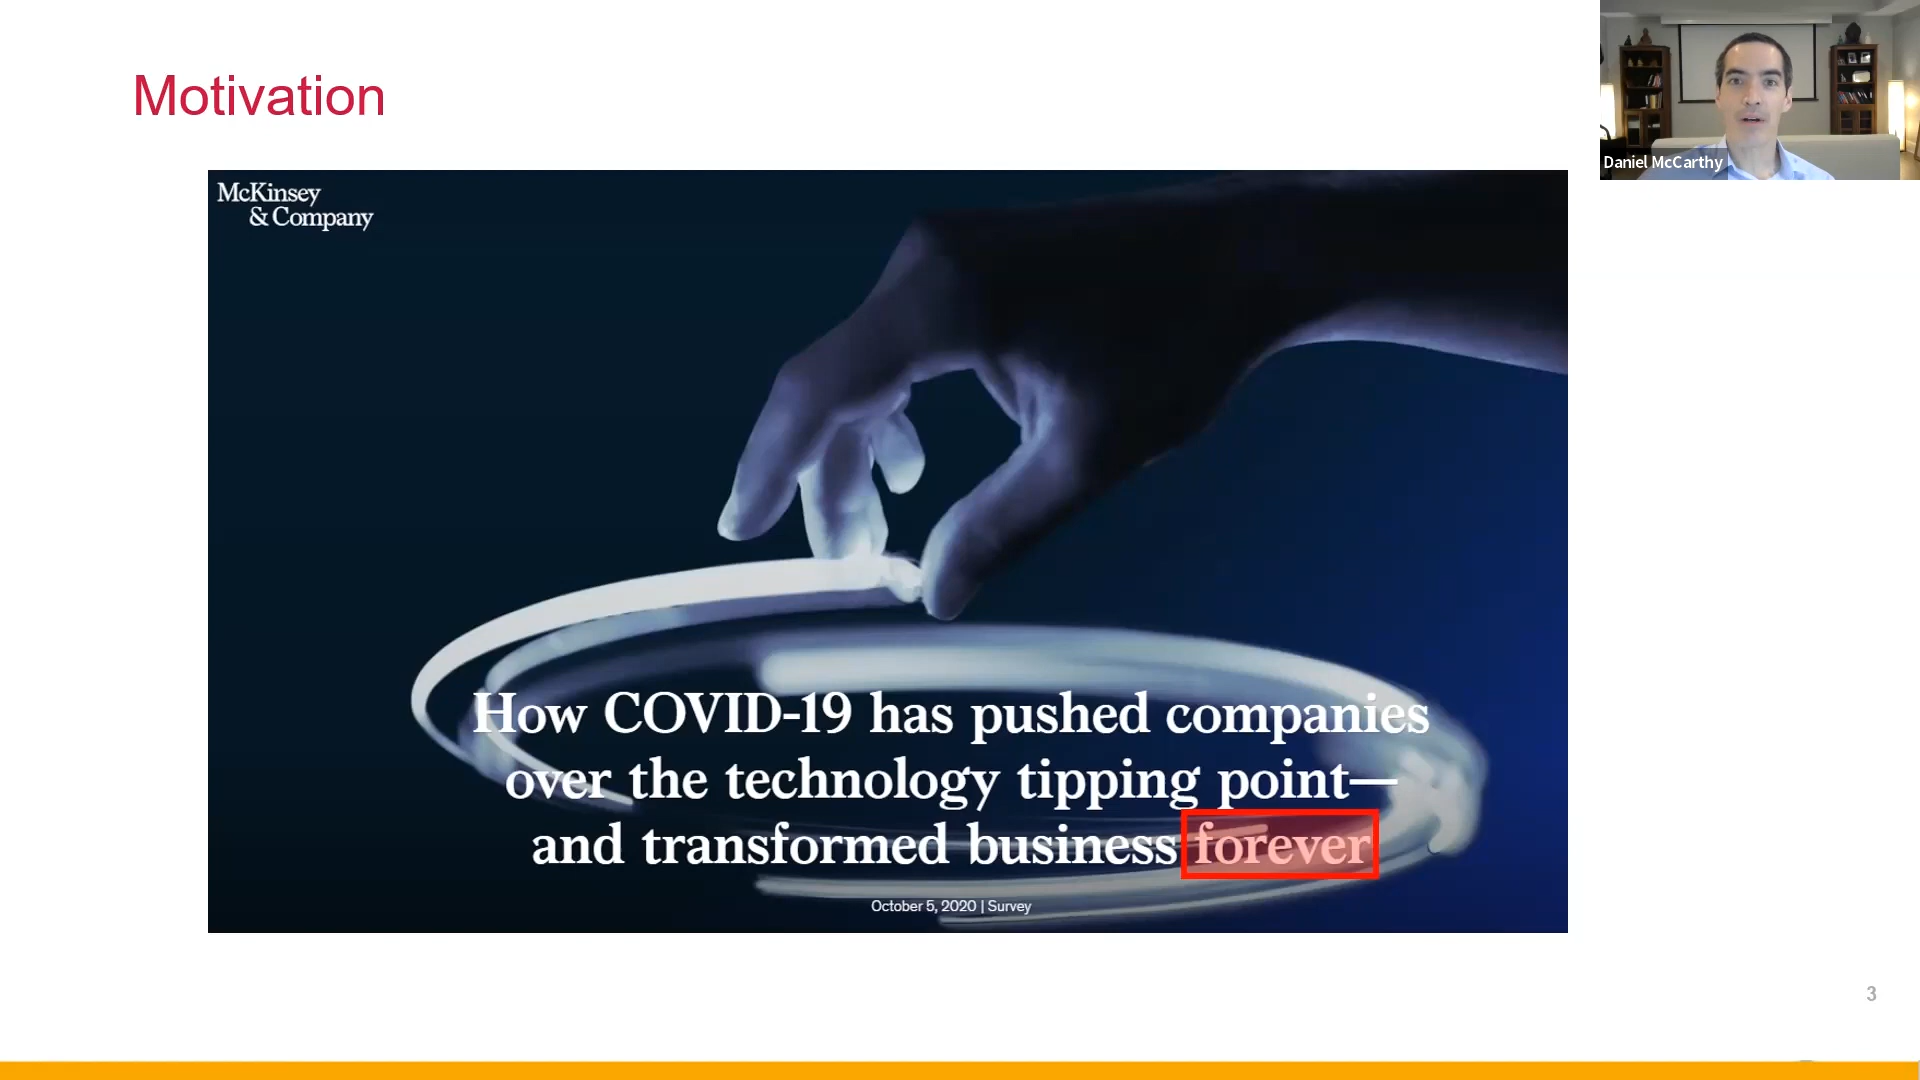 Motivation
Daniel McCarthy
McKinsey
& Company
How COVID-19 has pushed companies
over the technology tipping point—
and transformed business forever
October 5, 2020 | Survey
3